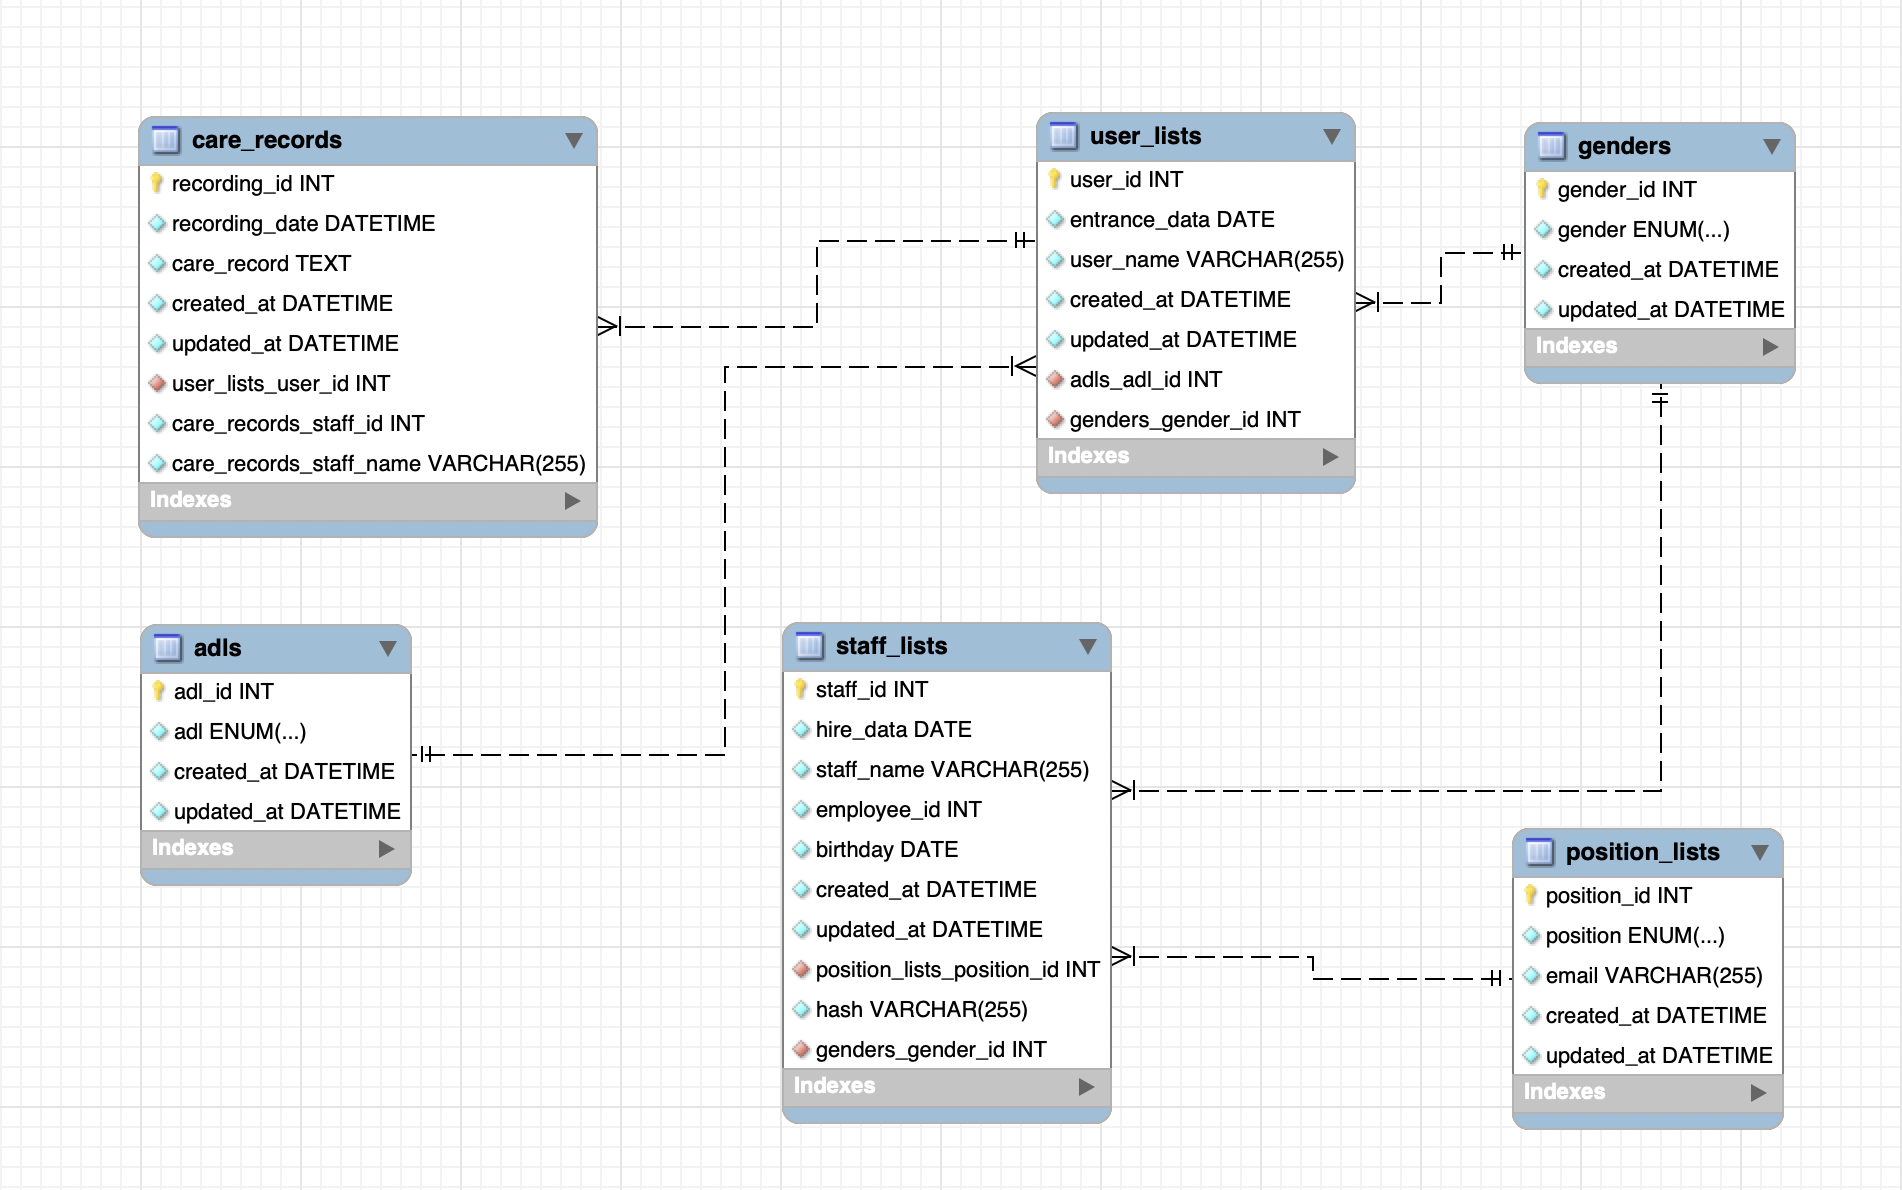 care_records
recording_id INT
recording_date DATETIME
care_record TEXT
created_at DATETIME
updated_at DATETIME
user_lists_user_id INT
care_records_staff_id INT
care_records_staff_name VARCHAR(255)
Indexes
user_lists
user_id INT
entrance_data DATE
user_name VARCHAR(255)
created_at DATETIME
updated_at DATETIME
adls_adl_id INT
genders_gender_id INT
Indexes
genders
gender_id INT
gender ENUM(...)
created_at DATETIME
updated_at DATETIME
Indexes
adls
adl_id INT
adl ENUM(...)
created_at DATETIME
updated_at DATETIME
Indexes
staff_lists
staff_id INT
hire_data DATE
staff_name VARCHAR(255)
employee_id INT
birthday DATE
created_at DATETIME
updated_at DATETIME
position_lists_position_id INT
hash VARCHAR(255)
genders_gender_id INT
Indexes
position_lists
position_id INT
position ENUM(...)
email VARCHAR(255)
created_at DATETIME
updated_at DATETIME
Indexes